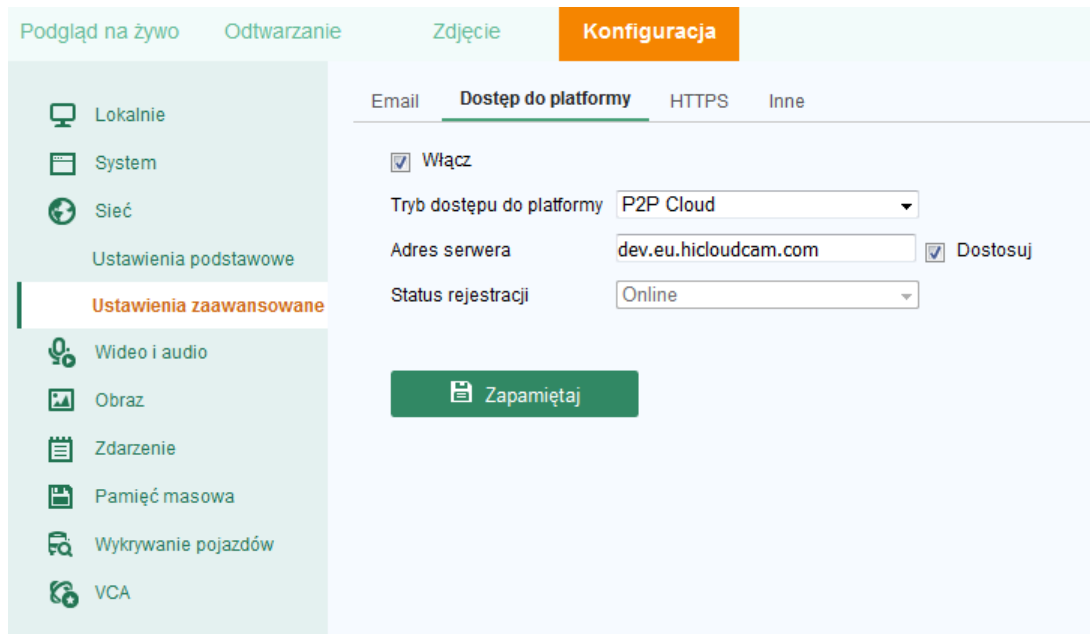 Podgląd na żywo Odtwarzanie Zdjęcie Konfiguracja
Lokalnie
System
Sieć
Ustawienia podstawowe
Ustawienia zaawansowane
Wideo i audio
Obraz
Zdarzenie
Pamięć masowa
Wykrywanie pojazdów
VCA
Email Dostęp do platformy HTTPS Inne
Włącz
Tryb dostępu do platformy P2P Cloud
Adres serwera dev.eu.hicloudcam.com Dostosuj
Status rejestracji Online
Zapamiętaj